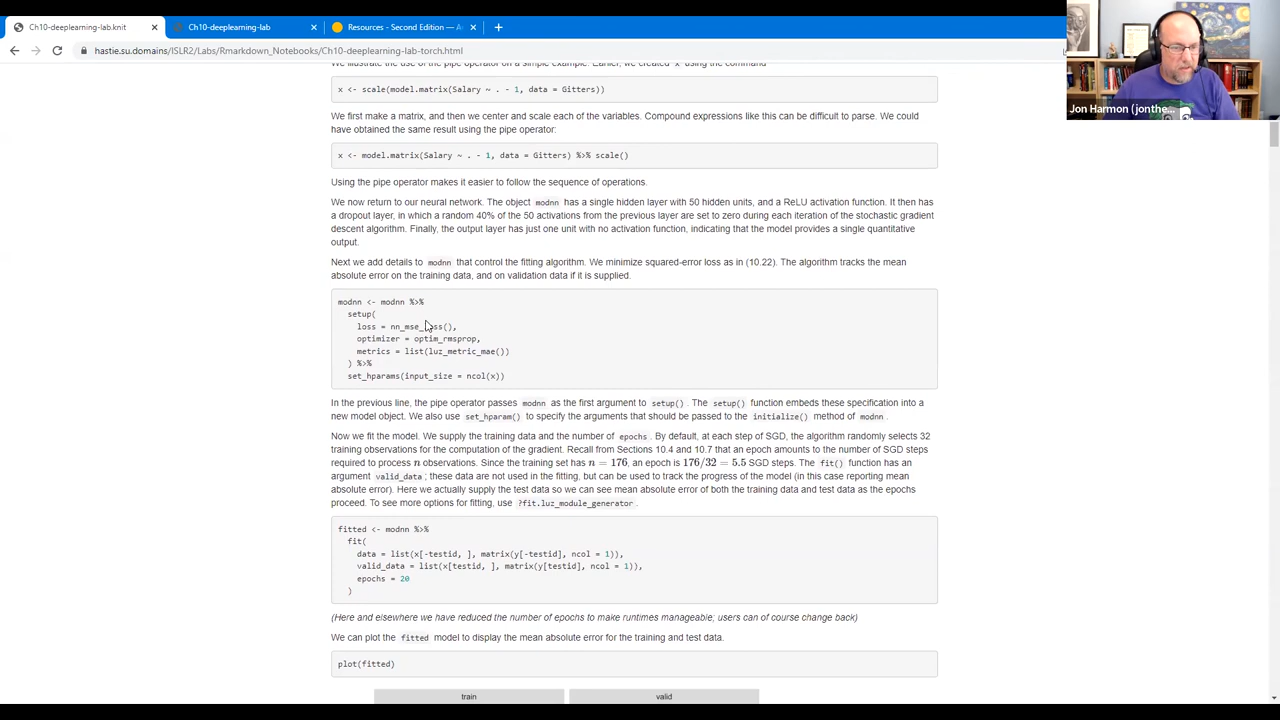 Ch10-deeplearning-lab.knit
Ch10-deeplearning-lab
Resources - Second Edition — A
hastie.su.domains/ISLR2/Labs/Rmarkdown_Notebooks/Ch10-deeplearning-lab-torch.html
Jon Harmon (jonthe...
We illustrate the use of the pipe operator on a simple example. Earlier, we created x using the command
x <- scale(model.matrix(Salary ~ . - 1, data = Gitters))
We first make a matrix, and then we center and scale each of the variables. Compound expressions like this can be difficult to parse. We could
have obtained the same result using the pipe operator:
x <- model.matrix(Salary ~ . - 1, data = Gitters) %>% scale()
Using the pipe operator makes it easier to follow the sequence of operations.
We now return to our neural network. The object modnn has a single hidden layer with 50 hidden units, and a ReLU activation function. It then has
a dropout layer, in which a random 40% of the 50 activations from the previous layer are set to zero during each iteration of the stochastic gradient
descent algorithm. Finally, the output layer has just one unit with no activation function, indicating that the model provides a single quantitative
output.
Next we add details to modnn that control the fitting algorithm. We minimize squared-error loss as in (10.22). The algorithm tracks the mean
absolute error on the training data, and on validation data if it is supplied.
modnn <- modnn %>%
setup(
loss = nn_mse_loss(),
optimizer = optim_rmsprop,
metrics = list(luz_metric_mae())
) %>%
set_hparams(input_size = ncol(x))
In the previous line, the pipe operator passes modnn as the first argument to setup() . The setup() function embeds these specification into a
new model object. We also use set_hparam() to specify the arguments that should be passed to the initialize() method of modnn .
Now we fit the model. We supply the training data and the number of epochs . By default, at each step of SGD, the algorithm randomly selects 32
training observations for the computation of the gradient. Recall from Sections 10.4 and 10.7 that an epoch amounts to the number of SGD steps
required to process n observations. Since the training set has n = 176, an epoch is 176/32 = 5.5 SGD steps. The fit() function has an
argument valid_data ; these data are not used in the fitting, but can be used to track the progress of the model (in this case reporting mean
absolute error). Here we actually supply the test data so we can see mean absolute error of both the training data and test data as the epochs
proceed. To see more options for fitting, use ?fit.luz_module_generator .
fitted <- modnn %>%
fit(
data = list(x[-testid, ], matrix(y[-testid], ncol = 1)),
valid_data = list(x[testid, ], matrix(y[testid], ncol = 1)),
epochs = 20
)
(Here and elsewhere we have reduced the number of epochs to make runtimes manageable; users can of course change back)
We can plot the fitted model to display the mean absolute error for the training and test data.
plot(fitted)
train
valid